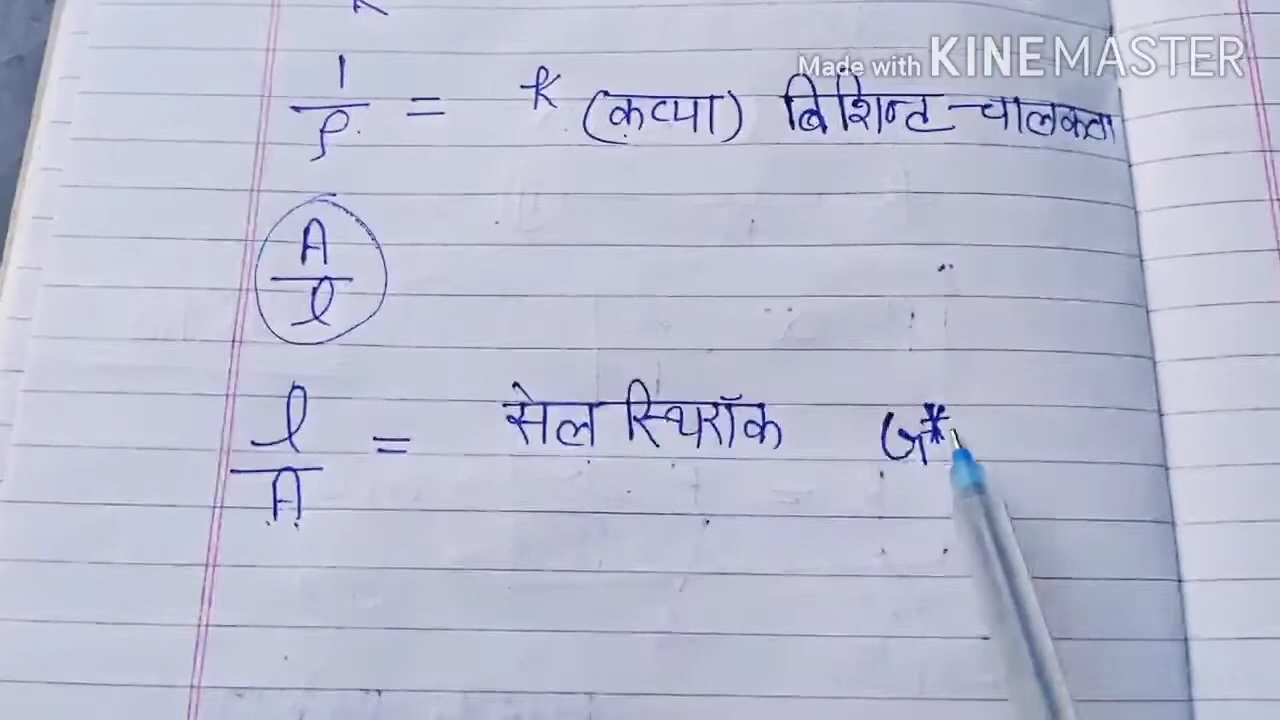 Made with KINEMASTER
1/ρ = k (कप्पा) बिशिष्ट-चालकता
A/l
l/A = सेल स्थिरॉक G*